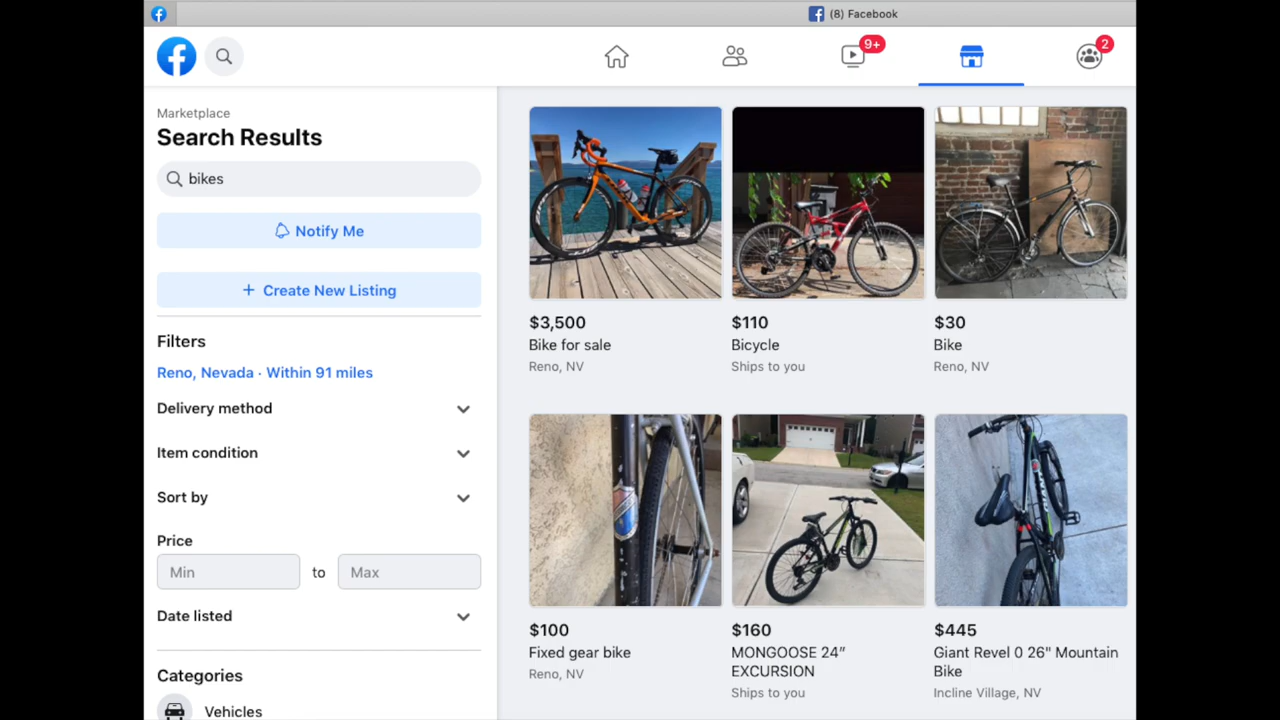 (8) Facebook
9+
2
Marketplace
Search Results
bikes
Notify Me
+ Create New Listing
Filters
Reno, Nevada · Within 91 miles
Delivery method
Item condition
Sort by
Price
Min
to
Max
Date listed
Categories
Vehicles
$3,500
Bike for sale
Reno, NV
$110
Bicycle
Ships to you
$30
Bike
Reno, NV
$100
Fixed gear bike
Reno, NV
$160
MONGOOSE 24”
EXCURSION
Ships to you
$445
Giant Revel 0 26" Mountain
Bike
Incline Village, NV